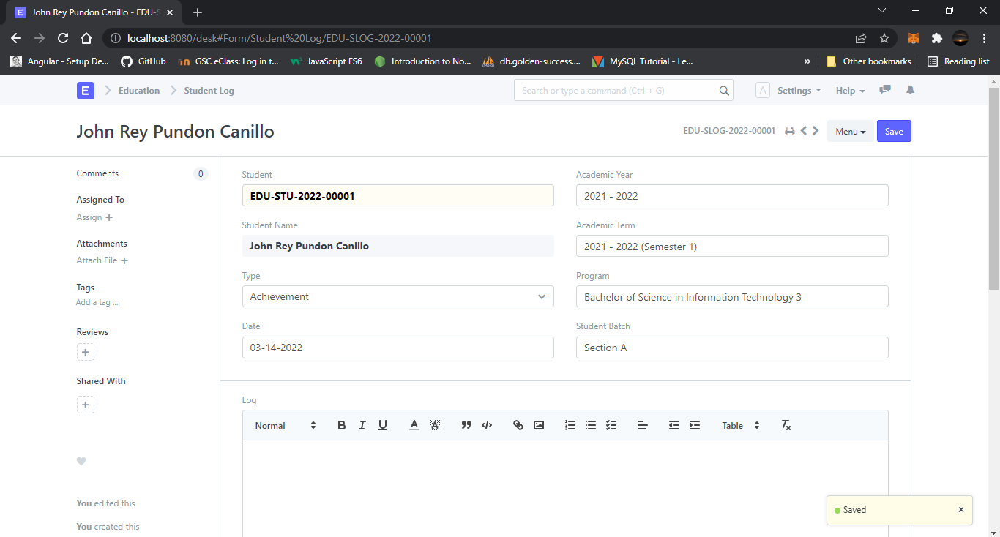 John Rey Pundon Canillo - EDU-S
localhost:8080/desk#Form/Student%20Log/EDU-SLOG-2022-00001
Angular - Setup De... GitHub GSC eClass: Log in t... JavaScript ES6 Introduction to No... db.golden-success.... MySQL Tutorial - Le... » Other bookmarks Reading list
E Education Student Log Search or type a command (Ctrl + G) A Settings Help
John Rey Pundon Canillo EDU-SLOG-2022-00001 Menu Save
Comments 0
Assigned To
Assign +
Attachments
Attach File +
Tags
Add a tag ...
Reviews
+
Shared With
+
You edited this
You created this
Student
EDU-STU-2022-00001
Student Name
John Rey Pundon Canillo
Type
Achievement
Date
03-14-2022
Academic Year
2021 - 2022
Academic Term
2021 - 2022 (Semester 1)
Program
Bachelor of Science in Information Technology 3
Student Batch
Section A
Log
Normal B I U A A Table Tx
Saved ×